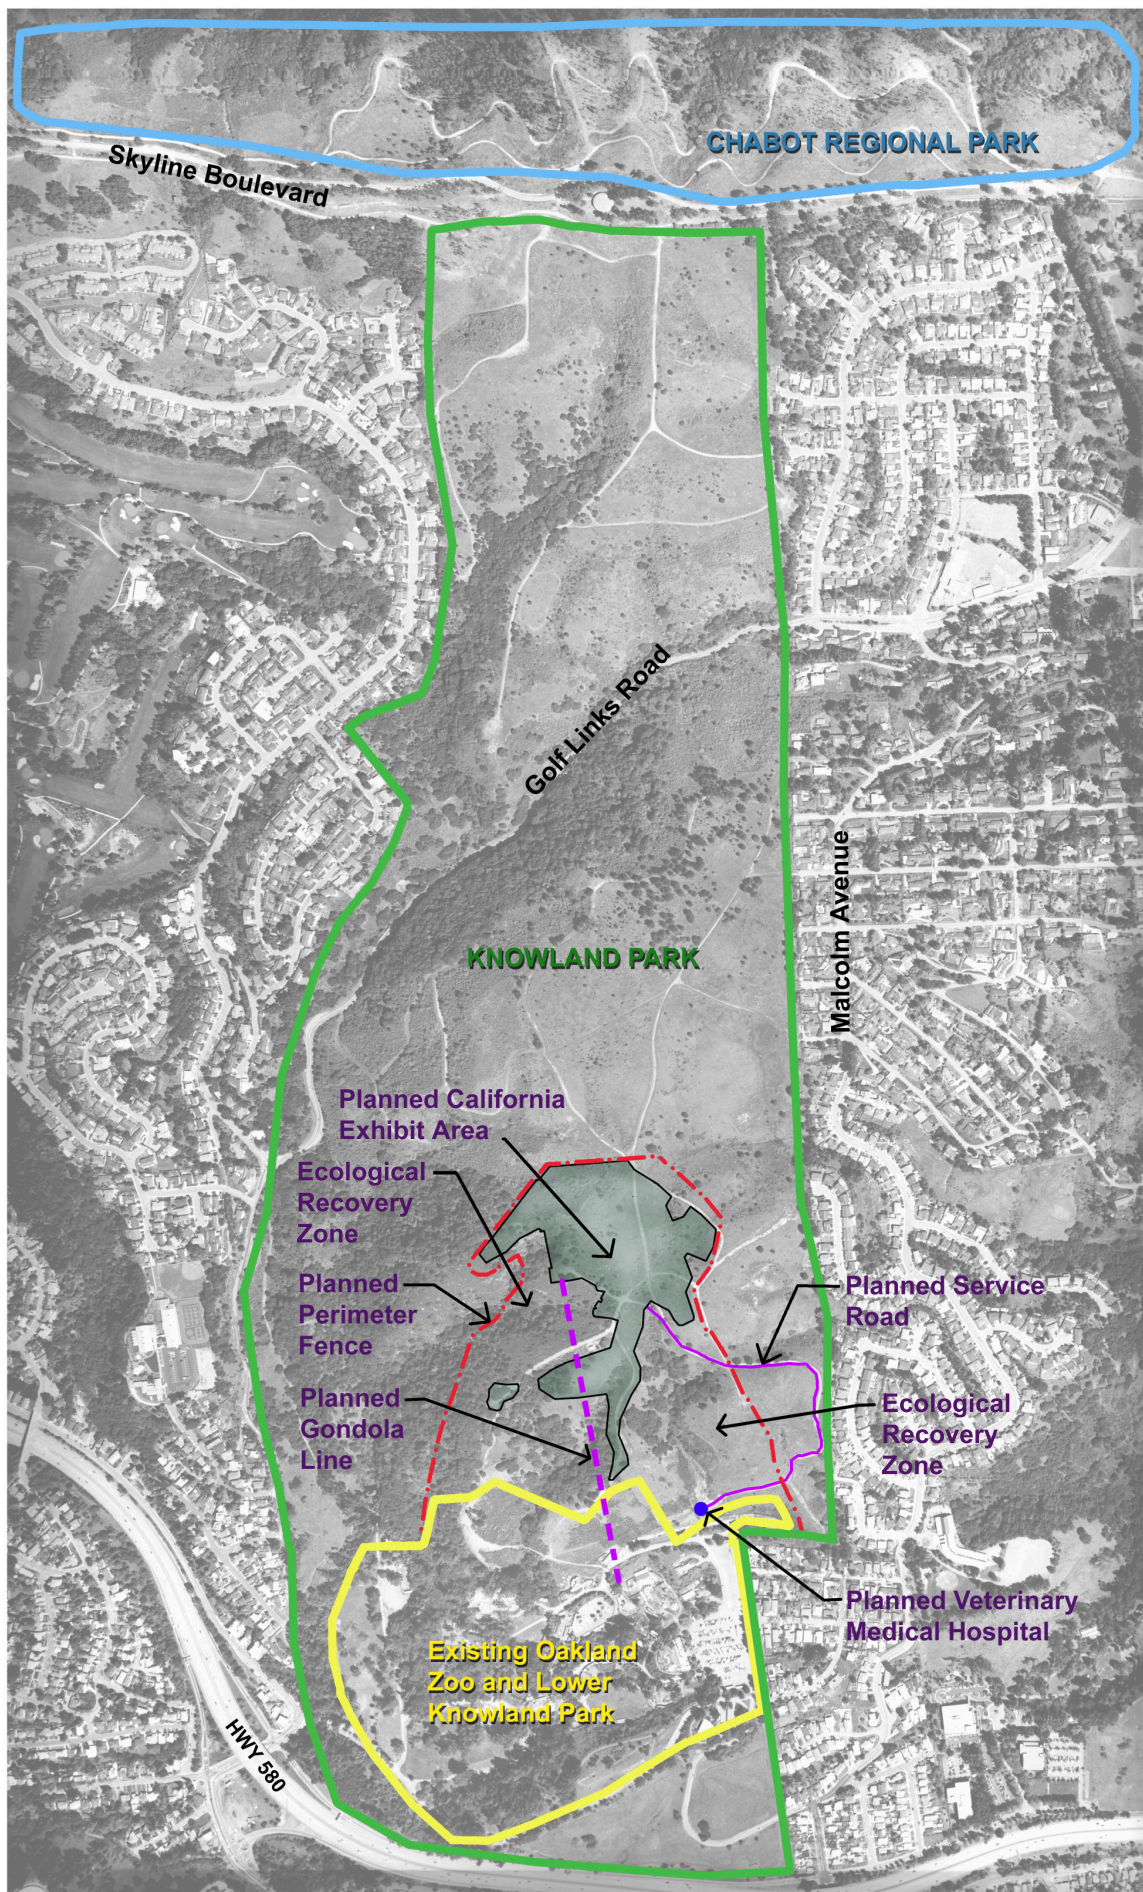 CHABOT REGIONAL PARK
Skyline Boulevard
Golf Links Road
Malcolm Avenue
KNOWLAND PARK
Planned California
Exhibit Area
Ecological
Recovery
Zone
Planned
Perimeter
Fence
Planned Service
Road
Planned
Gondola
Line
Ecological
Recovery
Zone
Planned Veterinary
Medical Hospital
Existing Oakland
Zoo and Lower
Knowland Park
HWY 580